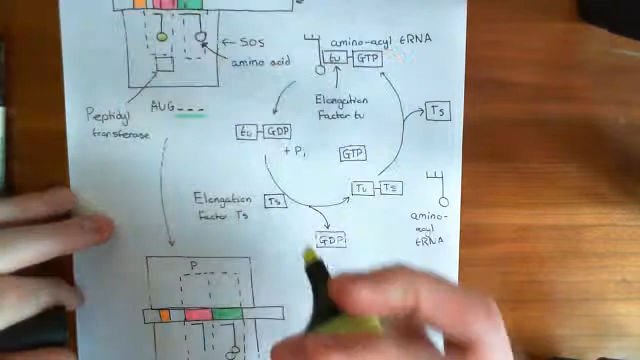 ← SOS
amino acid
Peptidyl
transferase
AUG _ _ _
amino-acyl tRNA
tu
GTP
Elongation
Factor tu
Ts
tu
GDP
+ Pi
GTP
Tu
Ts
Elongation
Factor Ts
Ts
GDP
amino-
acyl
tRNA
P